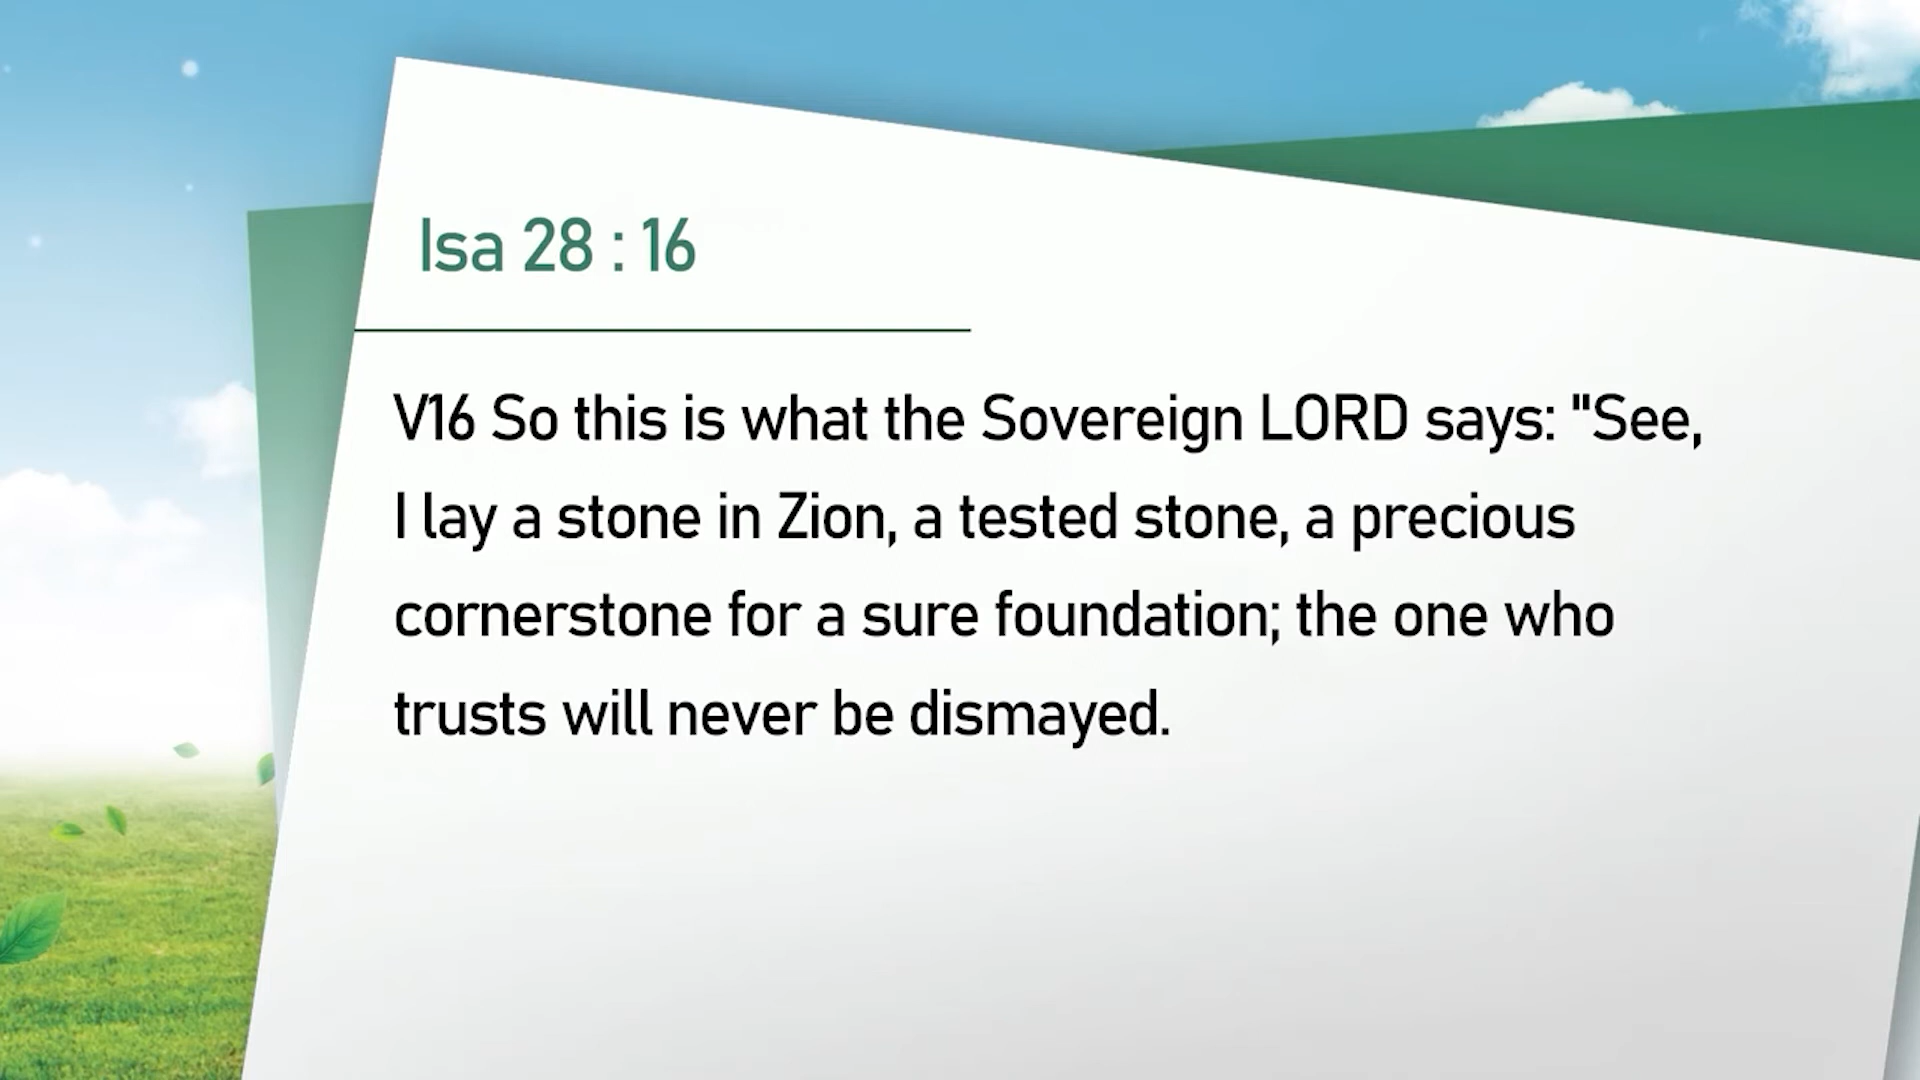 Isa 28 : 16
V16 So this is what the Sovereign LORD says: "See,
I lay a stone in Zion, a tested stone, a precious
cornerstone for a sure foundation; the one who
trusts will never be dismayed.